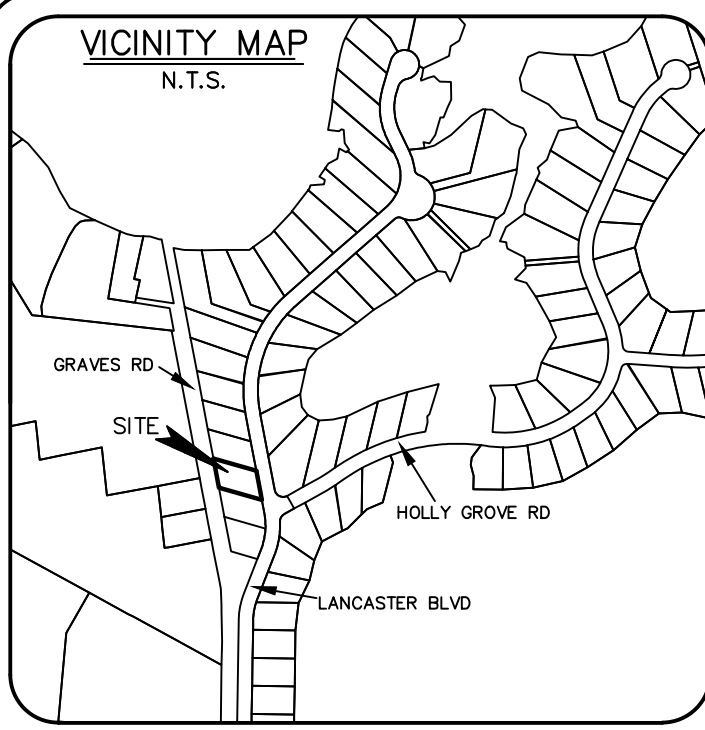 VICINITY MAP
N.T.S.
GRAVES RD
SITE
HOLLY GROVE RD
LANCASTER BLVD